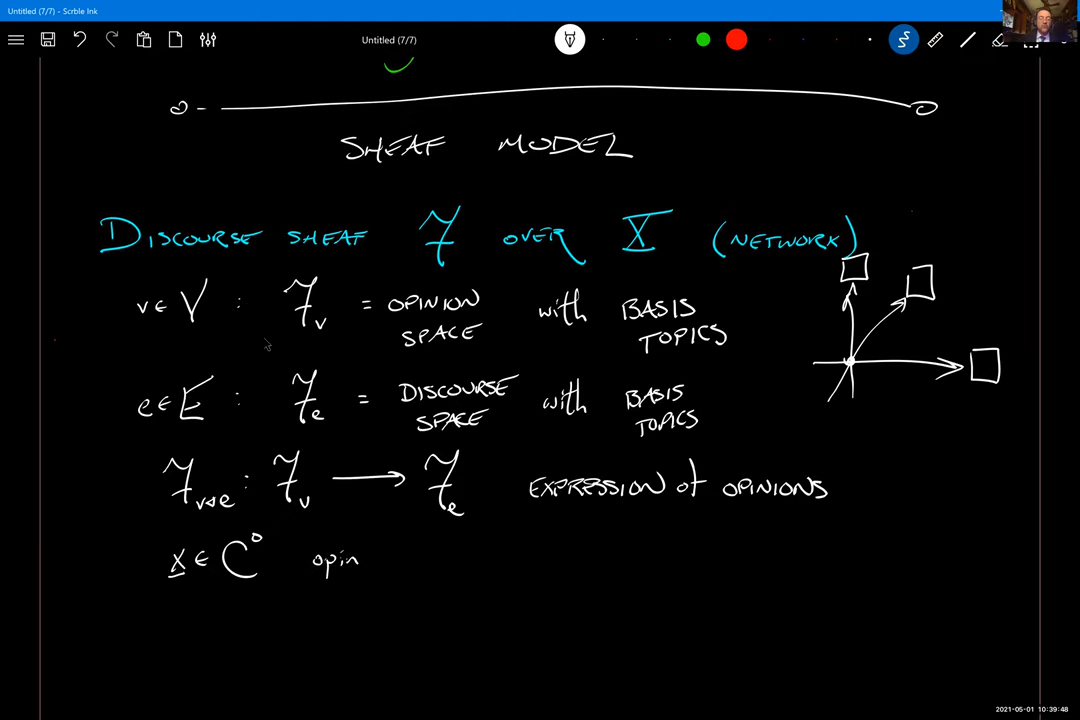 Untitled (7/7) - Scrble Ink
Untitled (7/7)
SHEAF MODEL
DISCOURSE SHEAF ℱ OVER X (NETWORK)
v ∈ V : ℱ_v = OPINION SPACE with BASIS TOPICS
e ∈ E : ℱ_e = DISCOURSE SPACE with BASIS TOPICS
ℱ_v⊴e : ℱ_v → ℱ_e EXPRESSION of OPINIONS
x ∈ C⁰ opin
2021-05-01 10:39:48